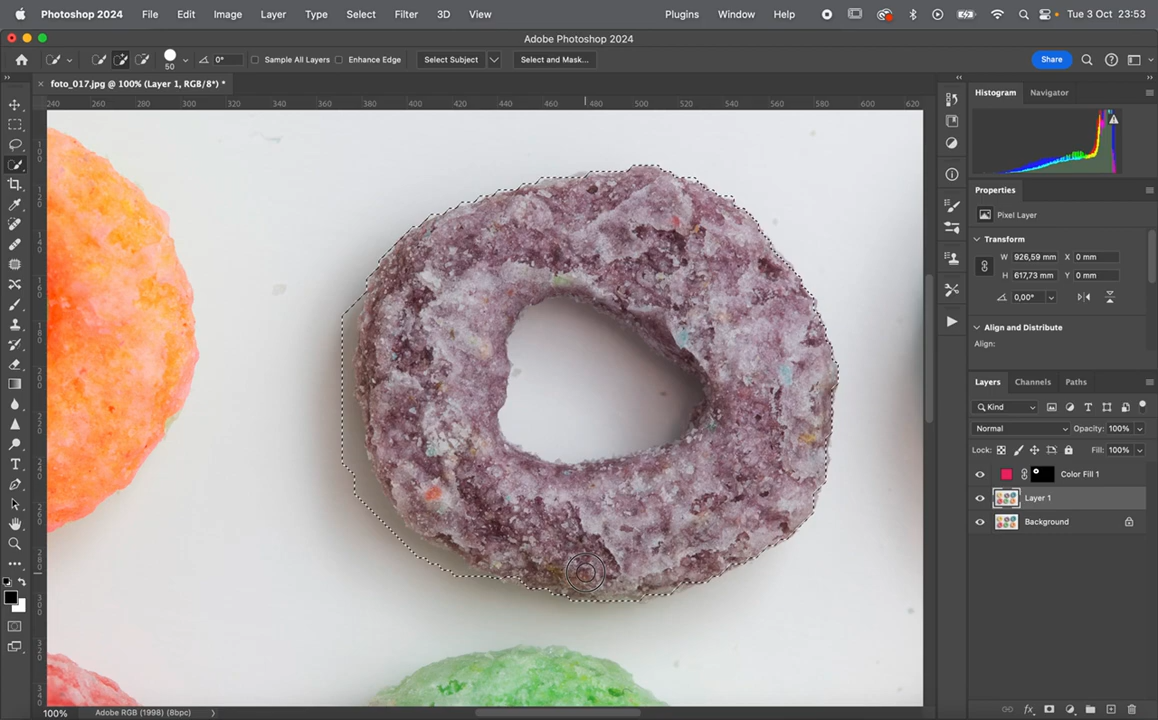 Photoshop 2024 File Edit Image Layer Type Select Filter 3D View Plugins Window Help Tue 3 Oct 23:53
Adobe Photoshop 2024
50 0° Sample All Layers Enhance Edge Select Subject Select and Mask... Share
foto_017.jpg @ 100% (Layer 1, RGB/8*) *
240 260 280 300 320 340 360 380 400 420 440 460 480 500 520 540 560 580 600 620
Histogram Navigator
Properties
Pixel Layer
Transform
W 926,59 mm X 0 mm
H 617,73 mm Y 0 mm
0,00°
Align and Distribute
Align:
Layers Channels Paths
Kind
Normal Opacity: 100%
Lock: Fill: 100%
Color Fill 1
Layer 1
Background
100% Adobe RGB (1998) (8bpc)